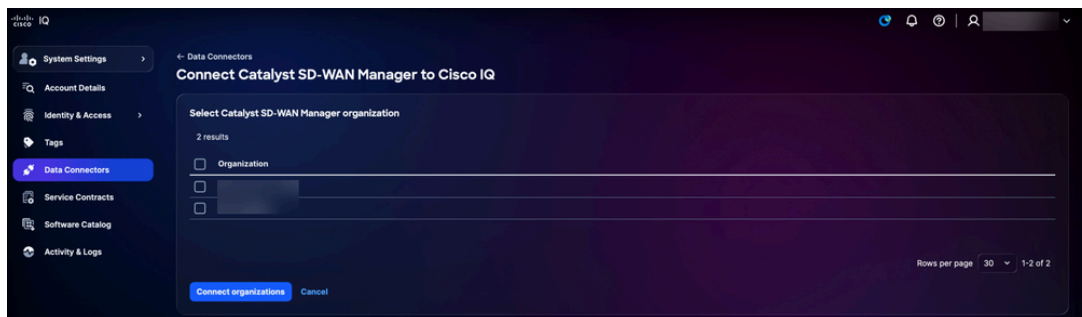 CISCO IQ
System Settings
Account Details
Identity & Access
Tags
Data Connectors
Service Contracts
Software Catalog
Activity & Logs
← Data Connectors
Connect Catalyst SD-WAN Manager to Cisco IQ
Select Catalyst SD-WAN Manager organization
2 results
Organization
Rows per page 30 1-2 of 2
Connect organizations Cancel